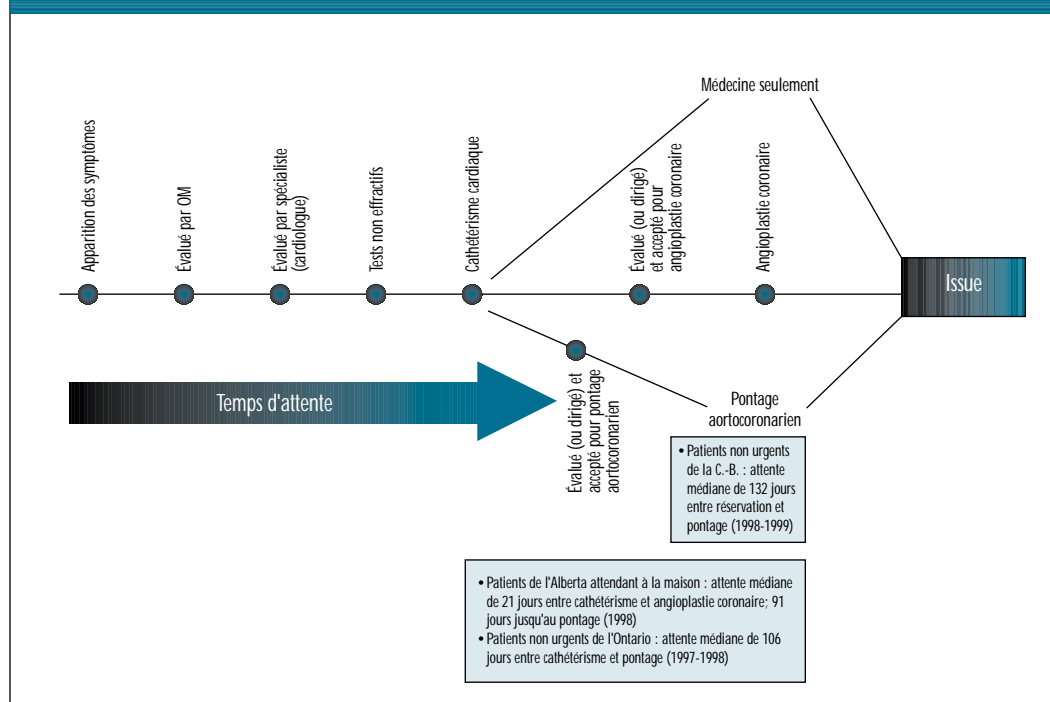 Médecine seulement
Apparition des symptômes
Évalué par OM
Évalué par spécialiste
(cardiologue)
Tests non effractifs
Cathétérisme cardiaque
Évalué (ou dirigé)
et accepté pour
angioplastie coronaire
Angioplastie coronaire
Issue
Temps d'attente
Évalué (ou dirigé) et
accepté pour pontage
aortocoronarien
Pontage
aortocoronarien
• Patients non urgents
de la C.-B. : attente
médiane de 132 jours
entre réservation et
pontage (1998-1999)
• Patients de l'Alberta attendant à la maison : attente médiane
de 21 jours entre cathétérisme et angioplastie coronaire; 91
jours jusqu'au pontage (1998)
• Patients non urgents de l'Ontario : attente médiane de 106
jours entre cathétérisme et pontage (1997-1998)